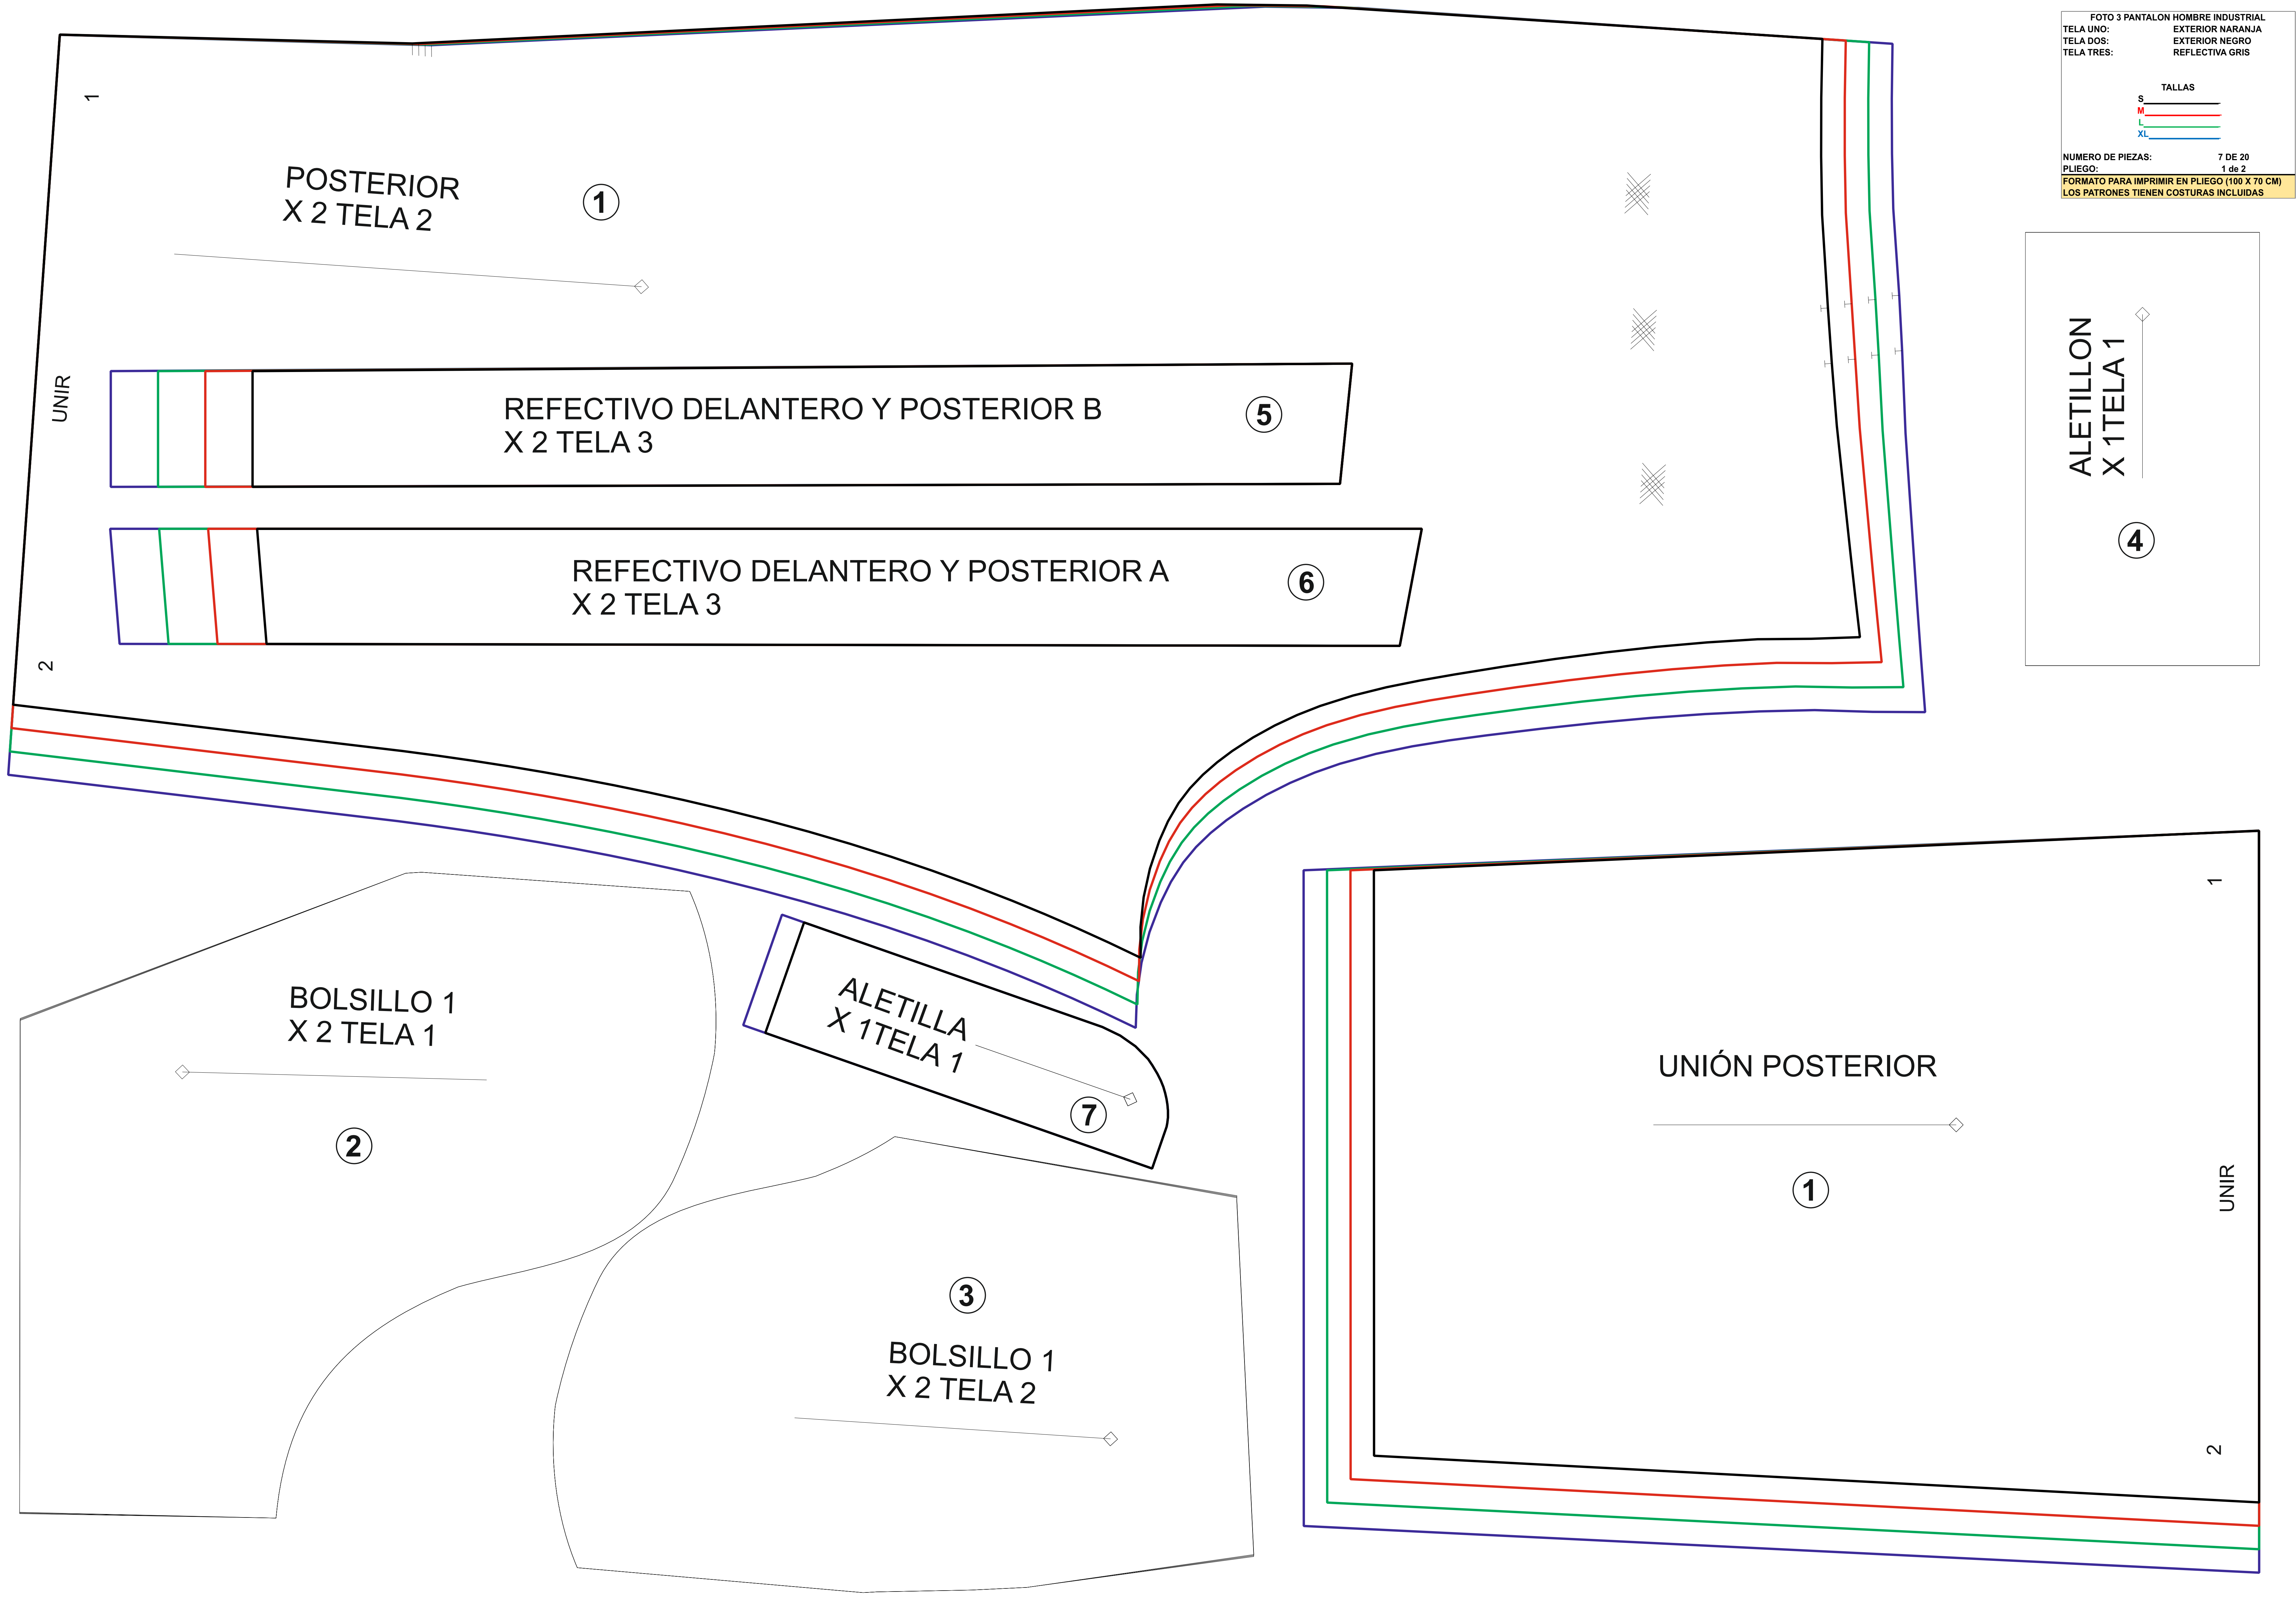 FOTO 3 PANTALON HOMBRE INDUSTRIAL
TELA UNO: EXTERIOR NARANJA
TELA DOS: EXTERIOR NEGRO
TELA TRES: REFLECTIVA GRIS
TALLAS
S
M
L
XL
NUMERO DE PIEZAS: 7 DE 20
PLIEGO: 1 de 2
FORMATO PARA IMPRIMIR EN PLIEGO (100 X 70 CM)
LOS PATRONES TIENEN COSTURAS INCLUIDAS
1
POSTERIOR
X 2 TELA 2
1
UNIR
2
REFECTIVO DELANTERO Y POSTERIOR B
X 2 TELA 3
5
REFECTIVO DELANTERO Y POSTERIOR A
X 2 TELA 3
6
ALETILLON
X 1TELA 1
4
BOLSILLO 1
X 2 TELA 1
2
ALETILLA
X 1TELA 1
7
3
BOLSILLO 1
X 2 TELA 2
1
UNIÓN POSTERIOR
1
UNIR
2